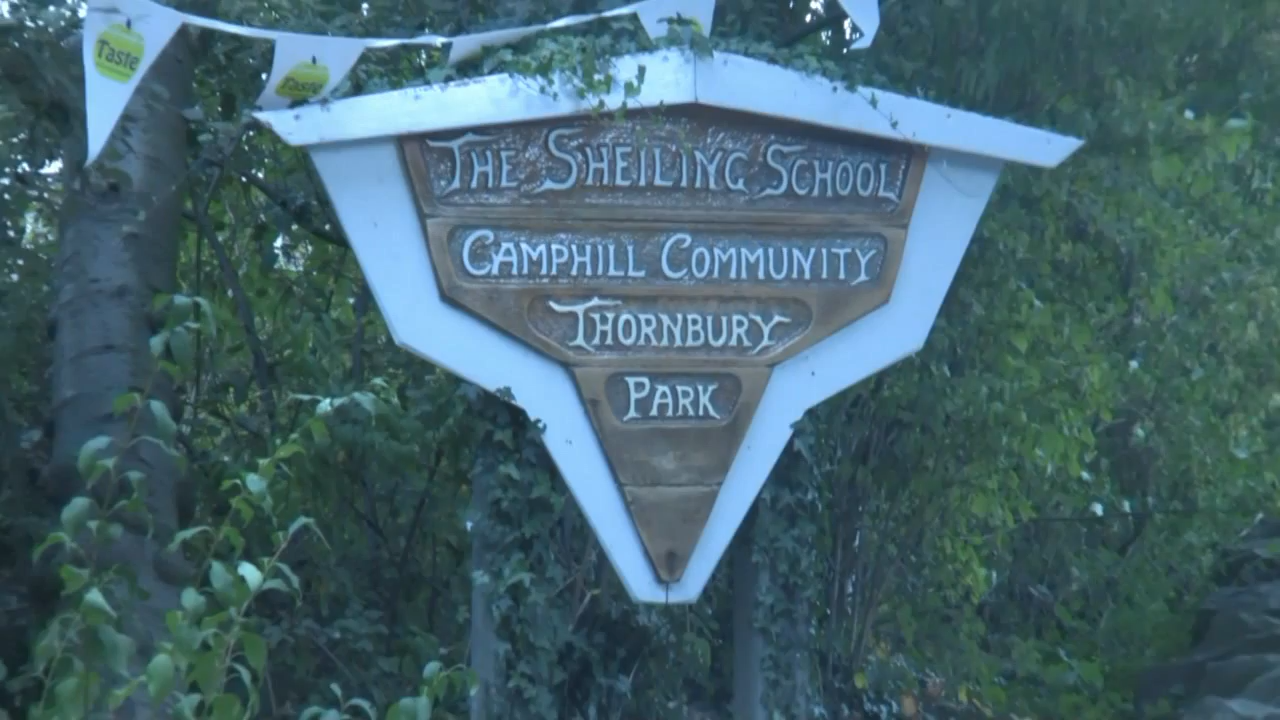 Taste
Taste
THE SHEILING SCHOOL
CAMPHILL COMMUNITY
THORNBURY
PARK